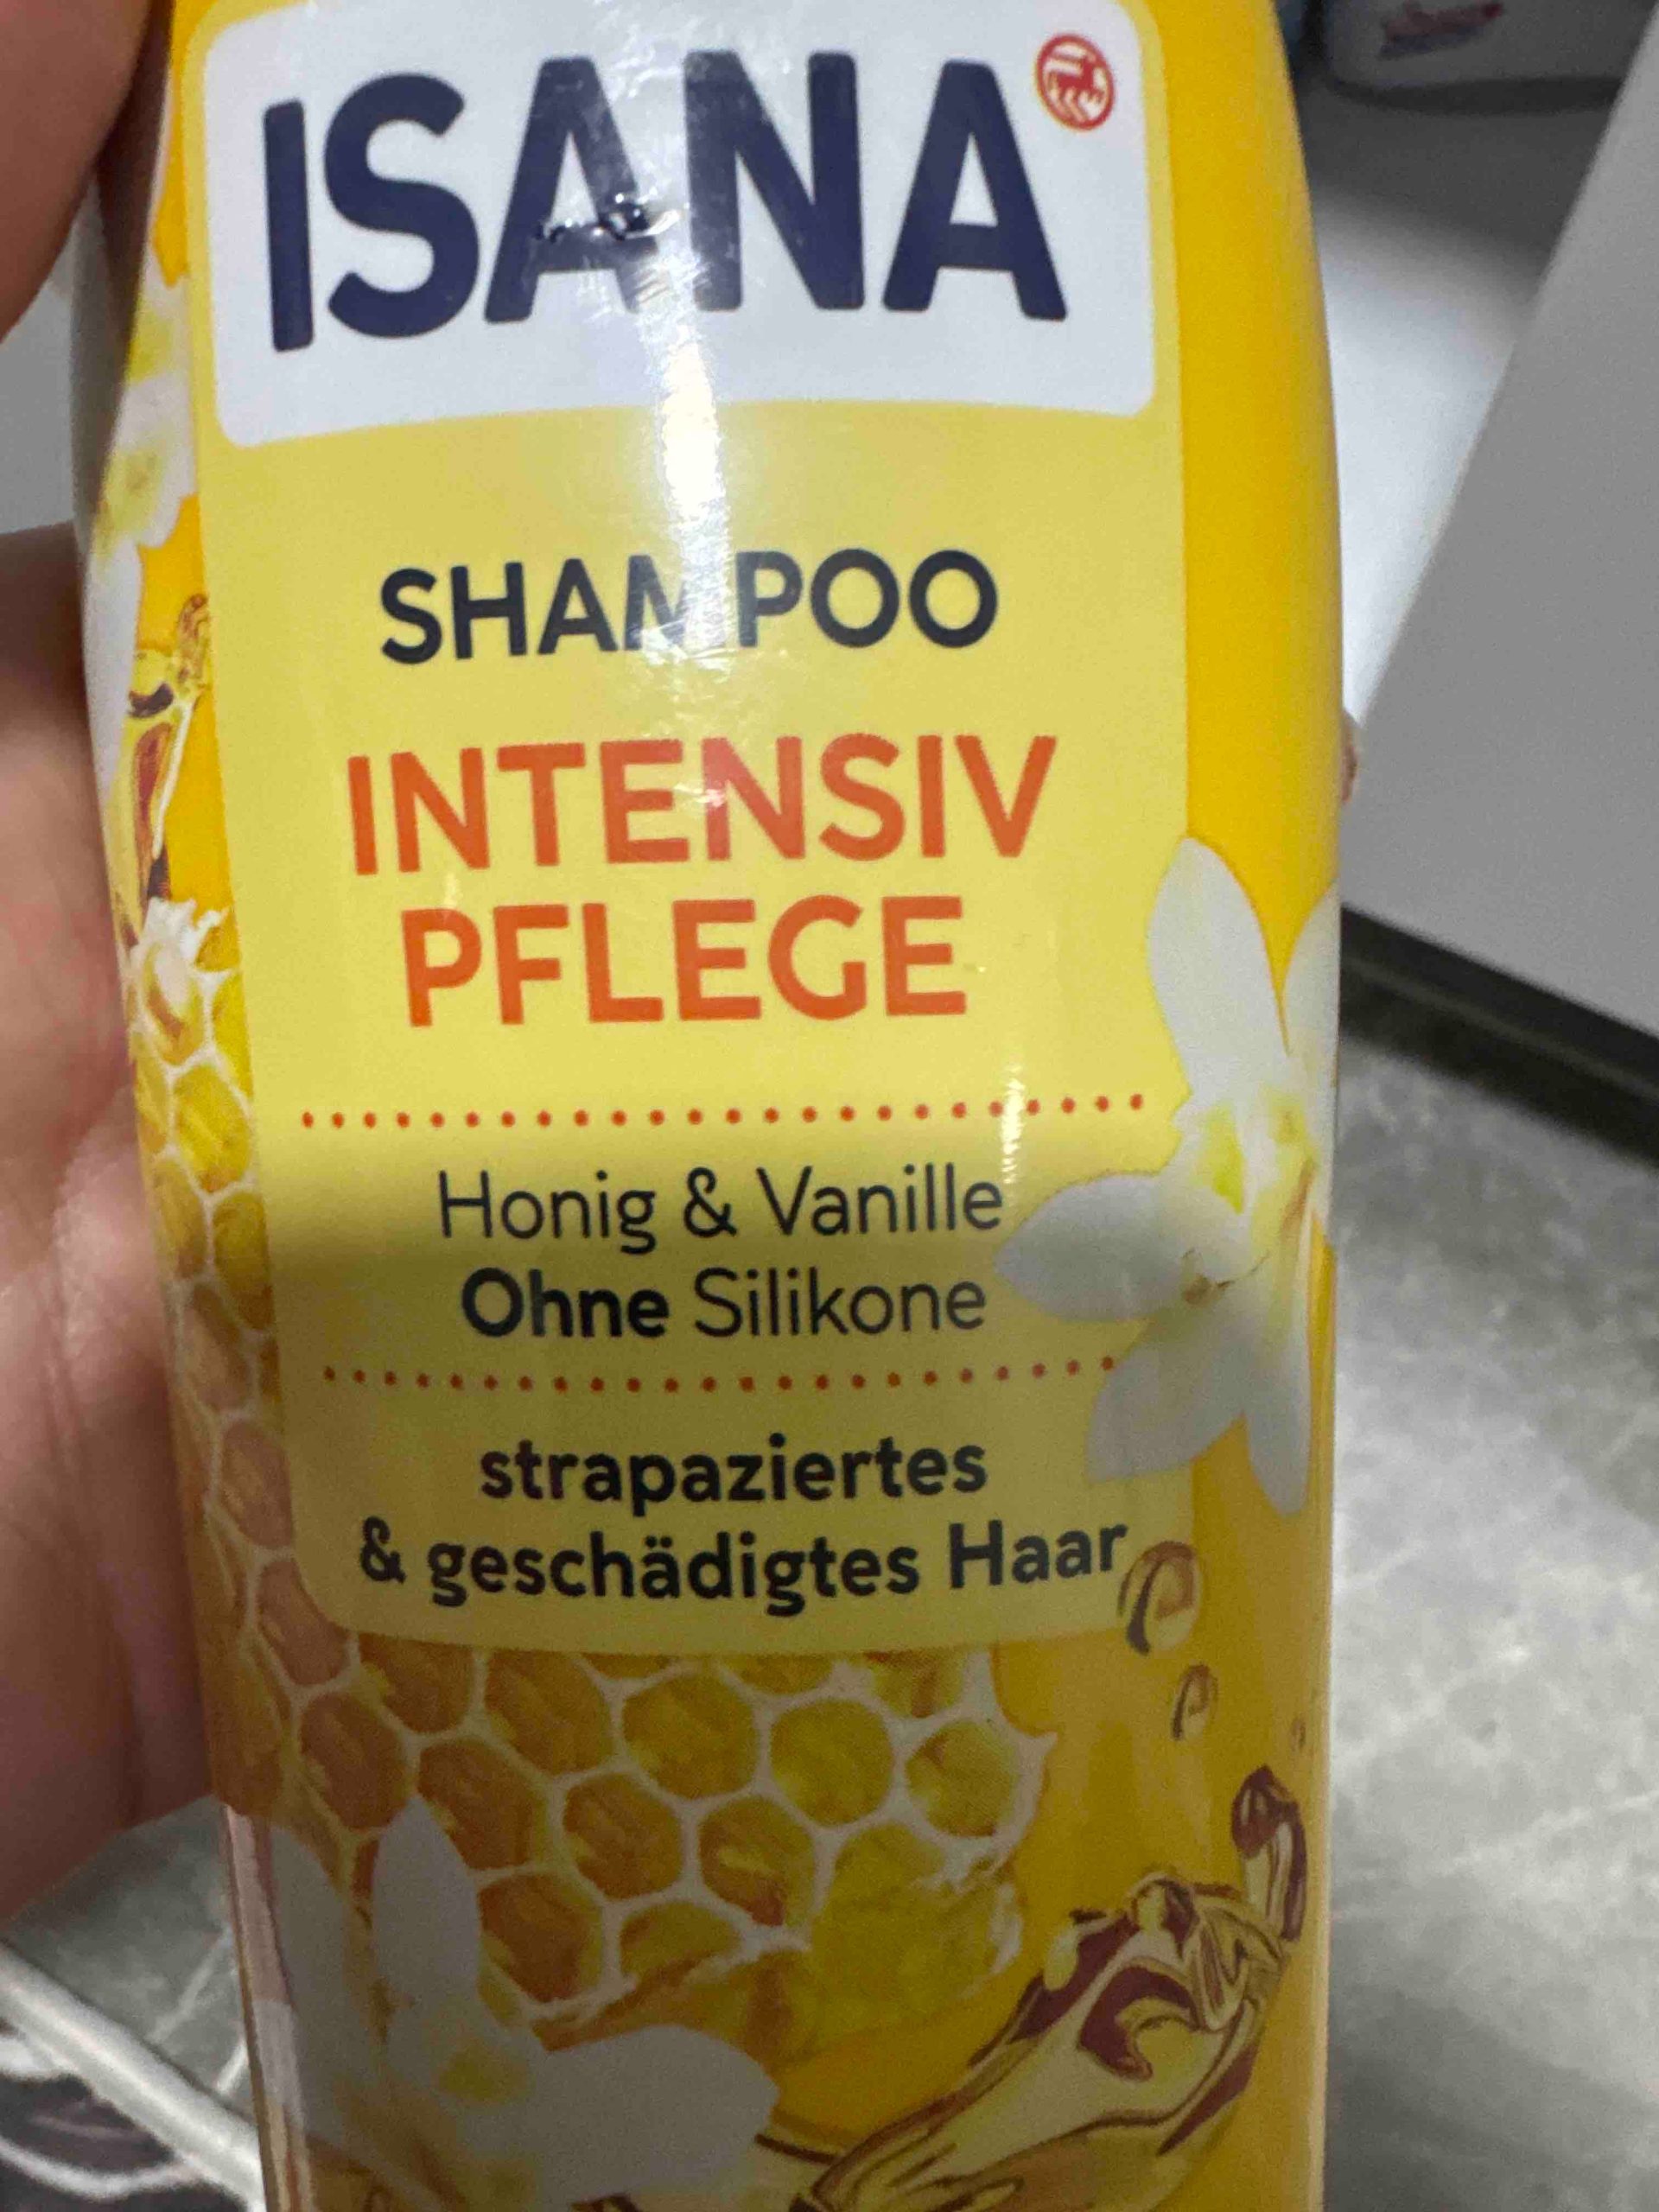 ISANA
SHAMPOO
INTENSIV
PFLEGE
Honig & Vanille
Ohne Silikone
strapaziertes
& geschädigtes Haar